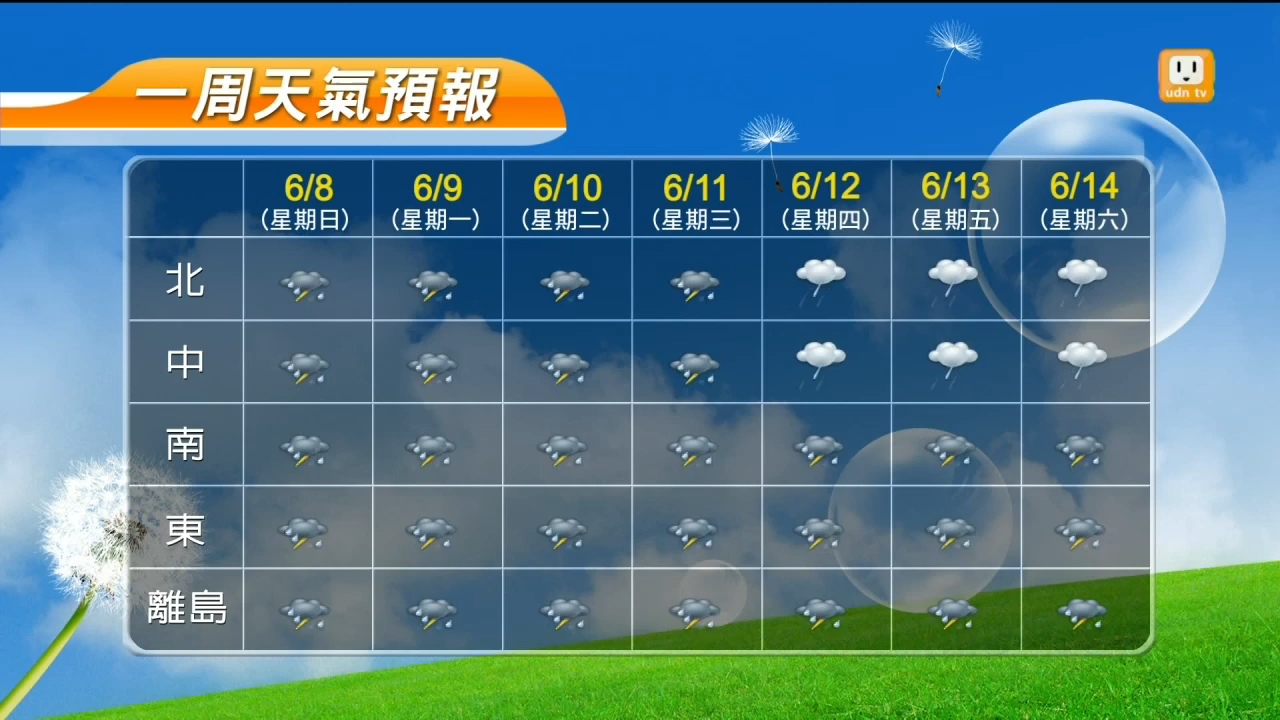 一周天氣預報
udn tv
6/8 6/9 6/10 6/11 6/12 6/13 6/14
(星期日) (星期一) (星期二) (星期三) (星期四) (星期五) (星期六)
北
中
南
東
離島